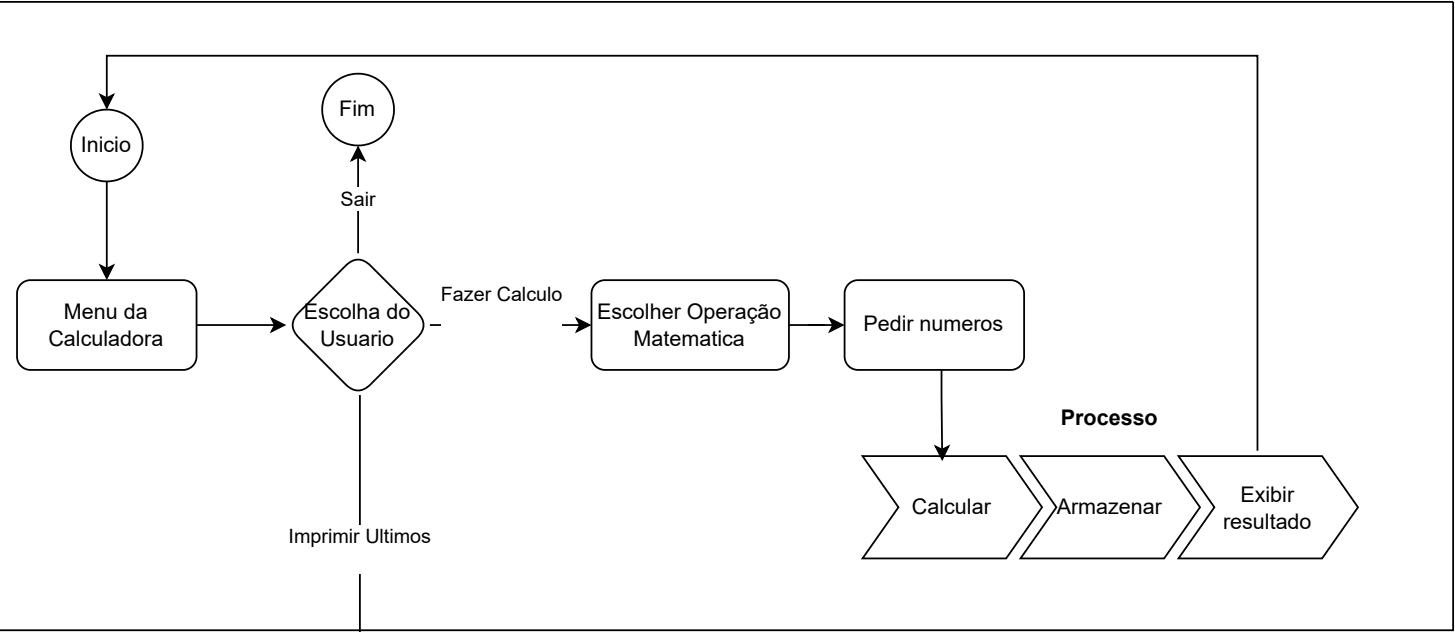 Inicio
Fim
Sair
Menu da
Calculadora
Escolha do
Usuario
Fazer Calculo
Escolher Operação
Matematica
Pedir numeros
Processo
Calcular
Armazenar
Exibir
resultado
Imprimir Ultimos